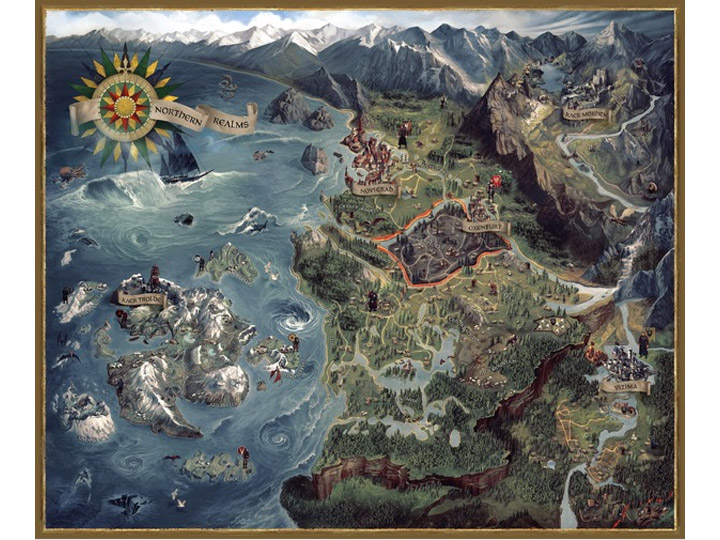 NORTHERN REALMS
KAER MORHEN
NOVIGRAD
OXENFURT
KAER TROLDE
VIZIMA